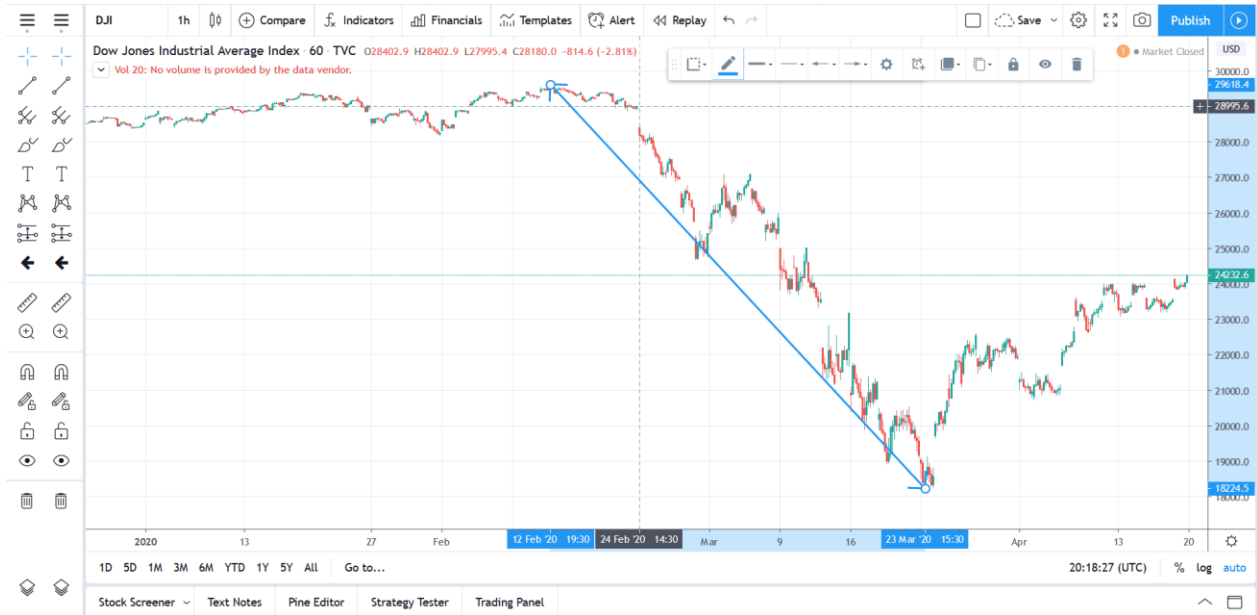 DJI 1h Compare Indicators Financials Templates Alert Replay Save Publish
Dow Jones Industrial Average Index · 60 · TVC O28402.9 H28402.9 L27995.4 C28180.0 -814.6 (-2.81%)
Market Closed
USD
Vol 20: No volume is provided by the data vendor.
30000.0
29618.4
28995.6
28000.0
27000.0
26000.0
25000.0
24232.6
24000.0
23000.0
22000.0
21000.0
20000.0
19000.0
18224.5
18000.0
2020 13 27 Feb 12 Feb '20 19:30 24 Feb '20 14:30 Mar 9 16 23 Mar '20 15:30 Apr 13 20
1D 5D 1M 3M 6M YTD 1Y 5Y All Go to... 20:18:27 (UTC) % log auto
Stock Screener Text Notes Pine Editor Strategy Tester Trading Panel